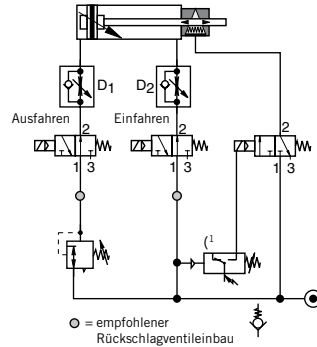 D1
D2
Ausfahren
Einfahren
2
2
2
1 3
1 3
1 3
(1
= empfohlener
Rückschlagventileinbau